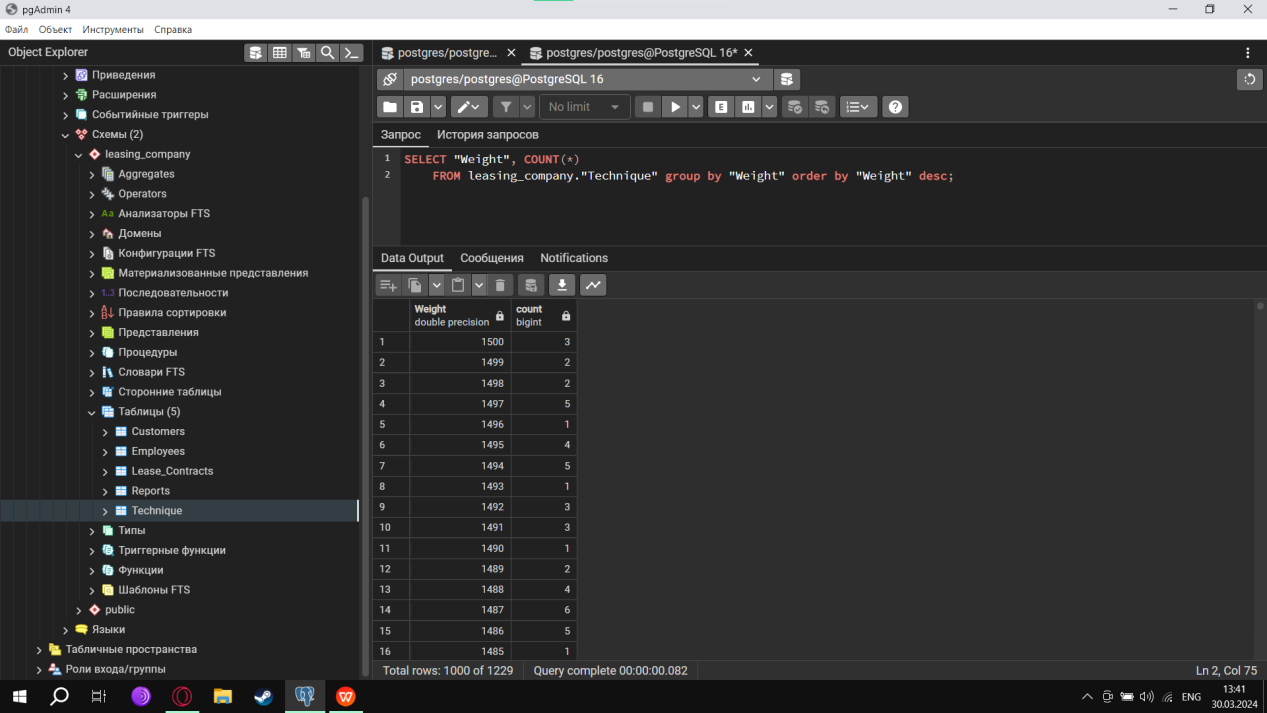 pgAdmin 4
Файл Объект Инструменты Справка
Object Explorer
Приведения
Расширения
Событийные триггеры
Схемы (2)
leasing_company
Aggregates
Operators
Aa Анализаторы FTS
Домены
Конфигурации FTS
Материализованные представления
1..3 Последовательности
Правила сортировки
Представления
Процедуры
Словари FTS
Сторонние таблицы
Таблицы (5)
Customers
Employees
Lease_Contracts
Reports
Technique
Типы
Триггерные функции
Функции
Шаблоны FTS
public
Языки
Табличные пространства
Роли входа/группы
postgres/postgre... postgres/postgres@PostgreSQL 16*
postgres/postgres@PostgreSQL 16
No limit E
Запрос История запросов
1 SELECT "Weight", COUNT(*)
2 FROM leasing_company."Technique" group by "Weight" order by "Weight" desc;
Data Output Сообщения Notifications
Weight count
double precision bigint
1 1500 3
2 1499 2
3 1498 2
4 1497 5
5 1496 1
6 1495 4
7 1494 5
8 1493 1
9 1492 3
10 1491 3
11 1490 1
12 1489 2
13 1488 4
14 1487 6
15 1486 5
16 1485 1
Total rows: 1000 of 1229 Query complete 00:00:00.082 Ln 2, Col 75
W ENG 13:41
30.03.2024